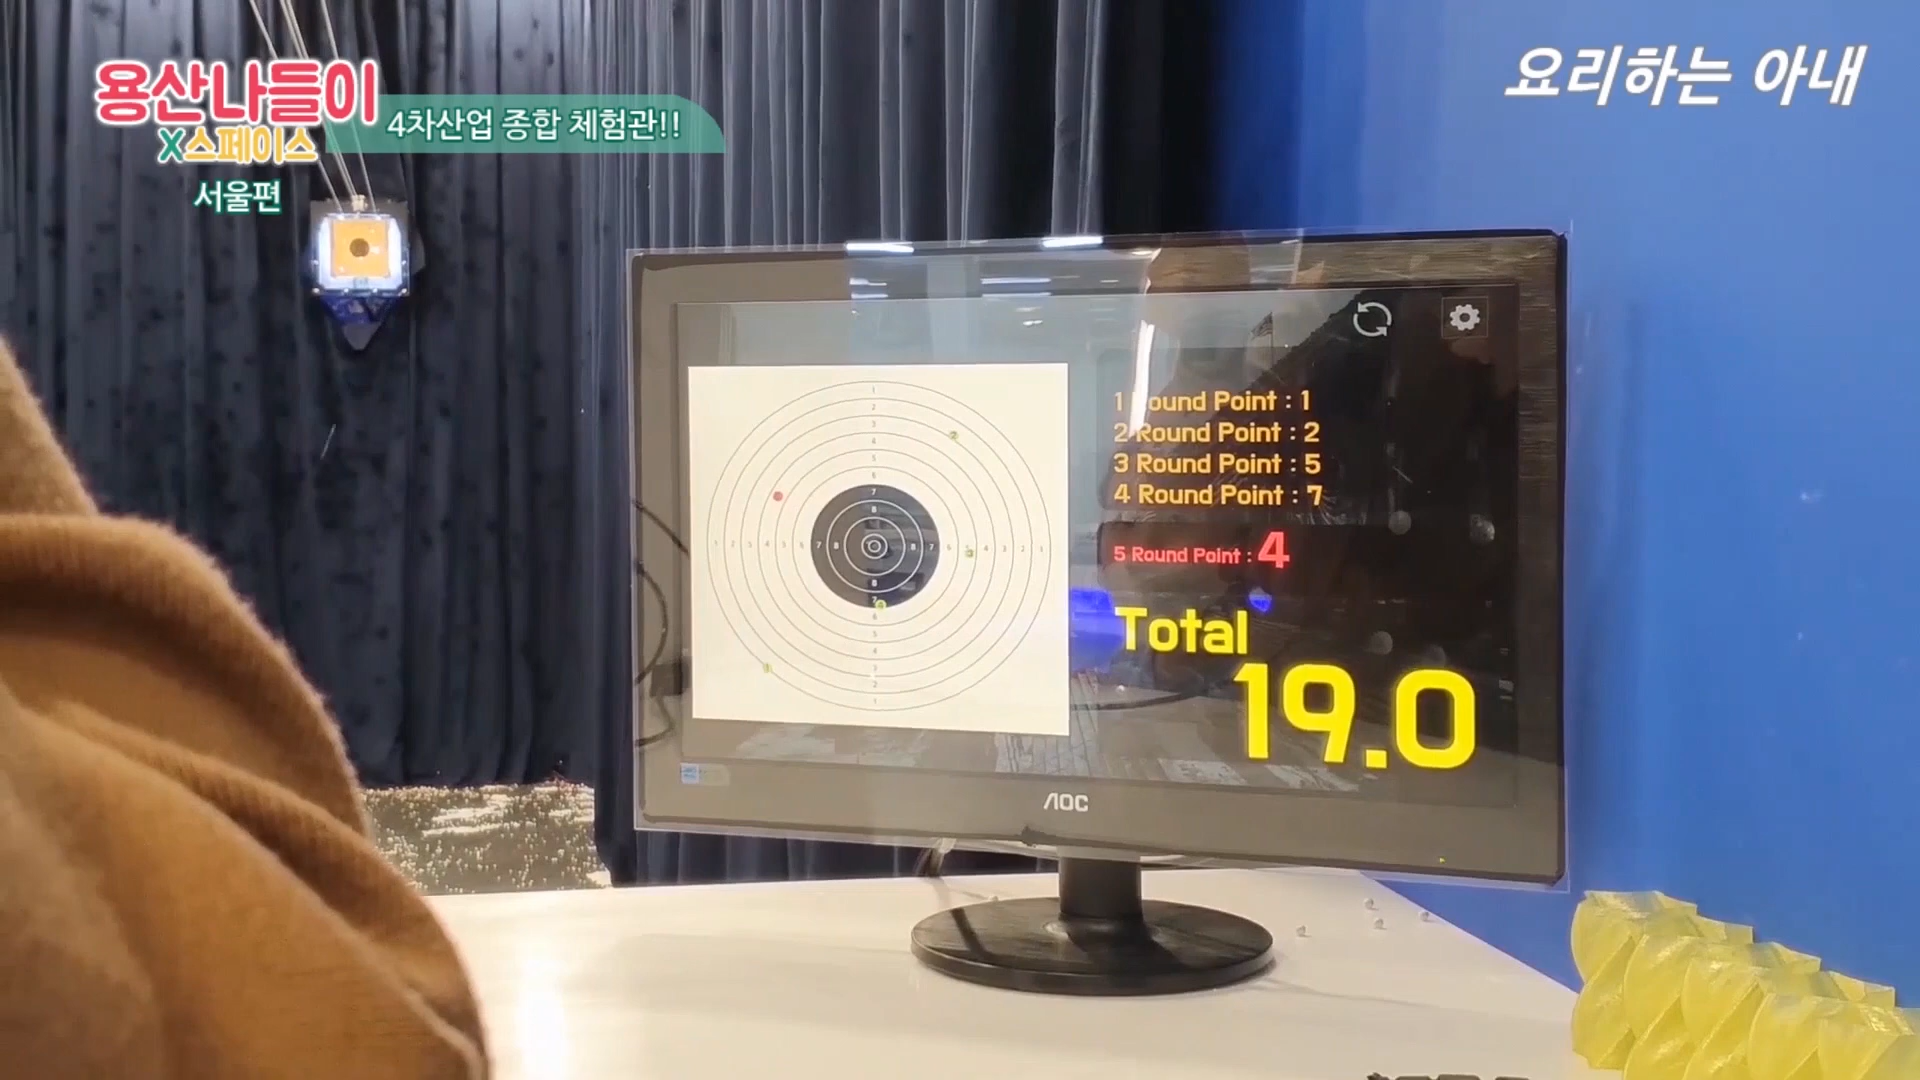 용산나들이
X스페이스
4차산업 종합 체험관!!
서울편
요리하는 아내
1 Round Point : 1
2 Round Point : 2
3 Round Point : 5
4 Round Point : 7
5 Round Point : 4
Total
19.0
AOC